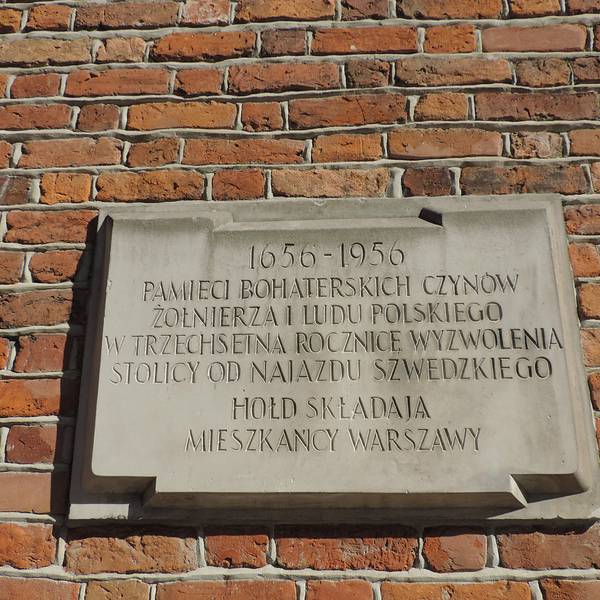 1656-1956
PAMIĘCI BOHATERSKICH CZYNÓW
ŻOŁNIERZA I LUDU POLSKIEGO
W TRZECHSETNĄ ROCZNICĘ WYZWOLENIA
STOLICY OD NAJAZDU SZWEDZKIEGO
HOŁD SKŁADAJĄ
MIESZKAŃCY WARSZAWY